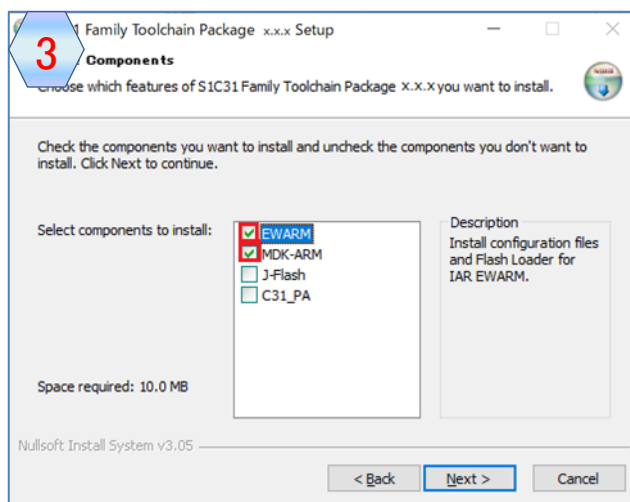 3
1 Family Toolchain Package x.x.x Setup
Components
Choose which features of S1C31 Family Toolchain Package X.X.X you want to install.
Check the components you want to install and uncheck the components you don't want to
install. Click Next to continue.
Select components to install:
EWARM
MDK-ARM
J-Flash
C31_PA
Description
Install configuration files
and Flash Loader for
IAR EWARM.
Space required: 10.0 MB
Nullsoft Install System v3.05
< Back
Next >
Cancel